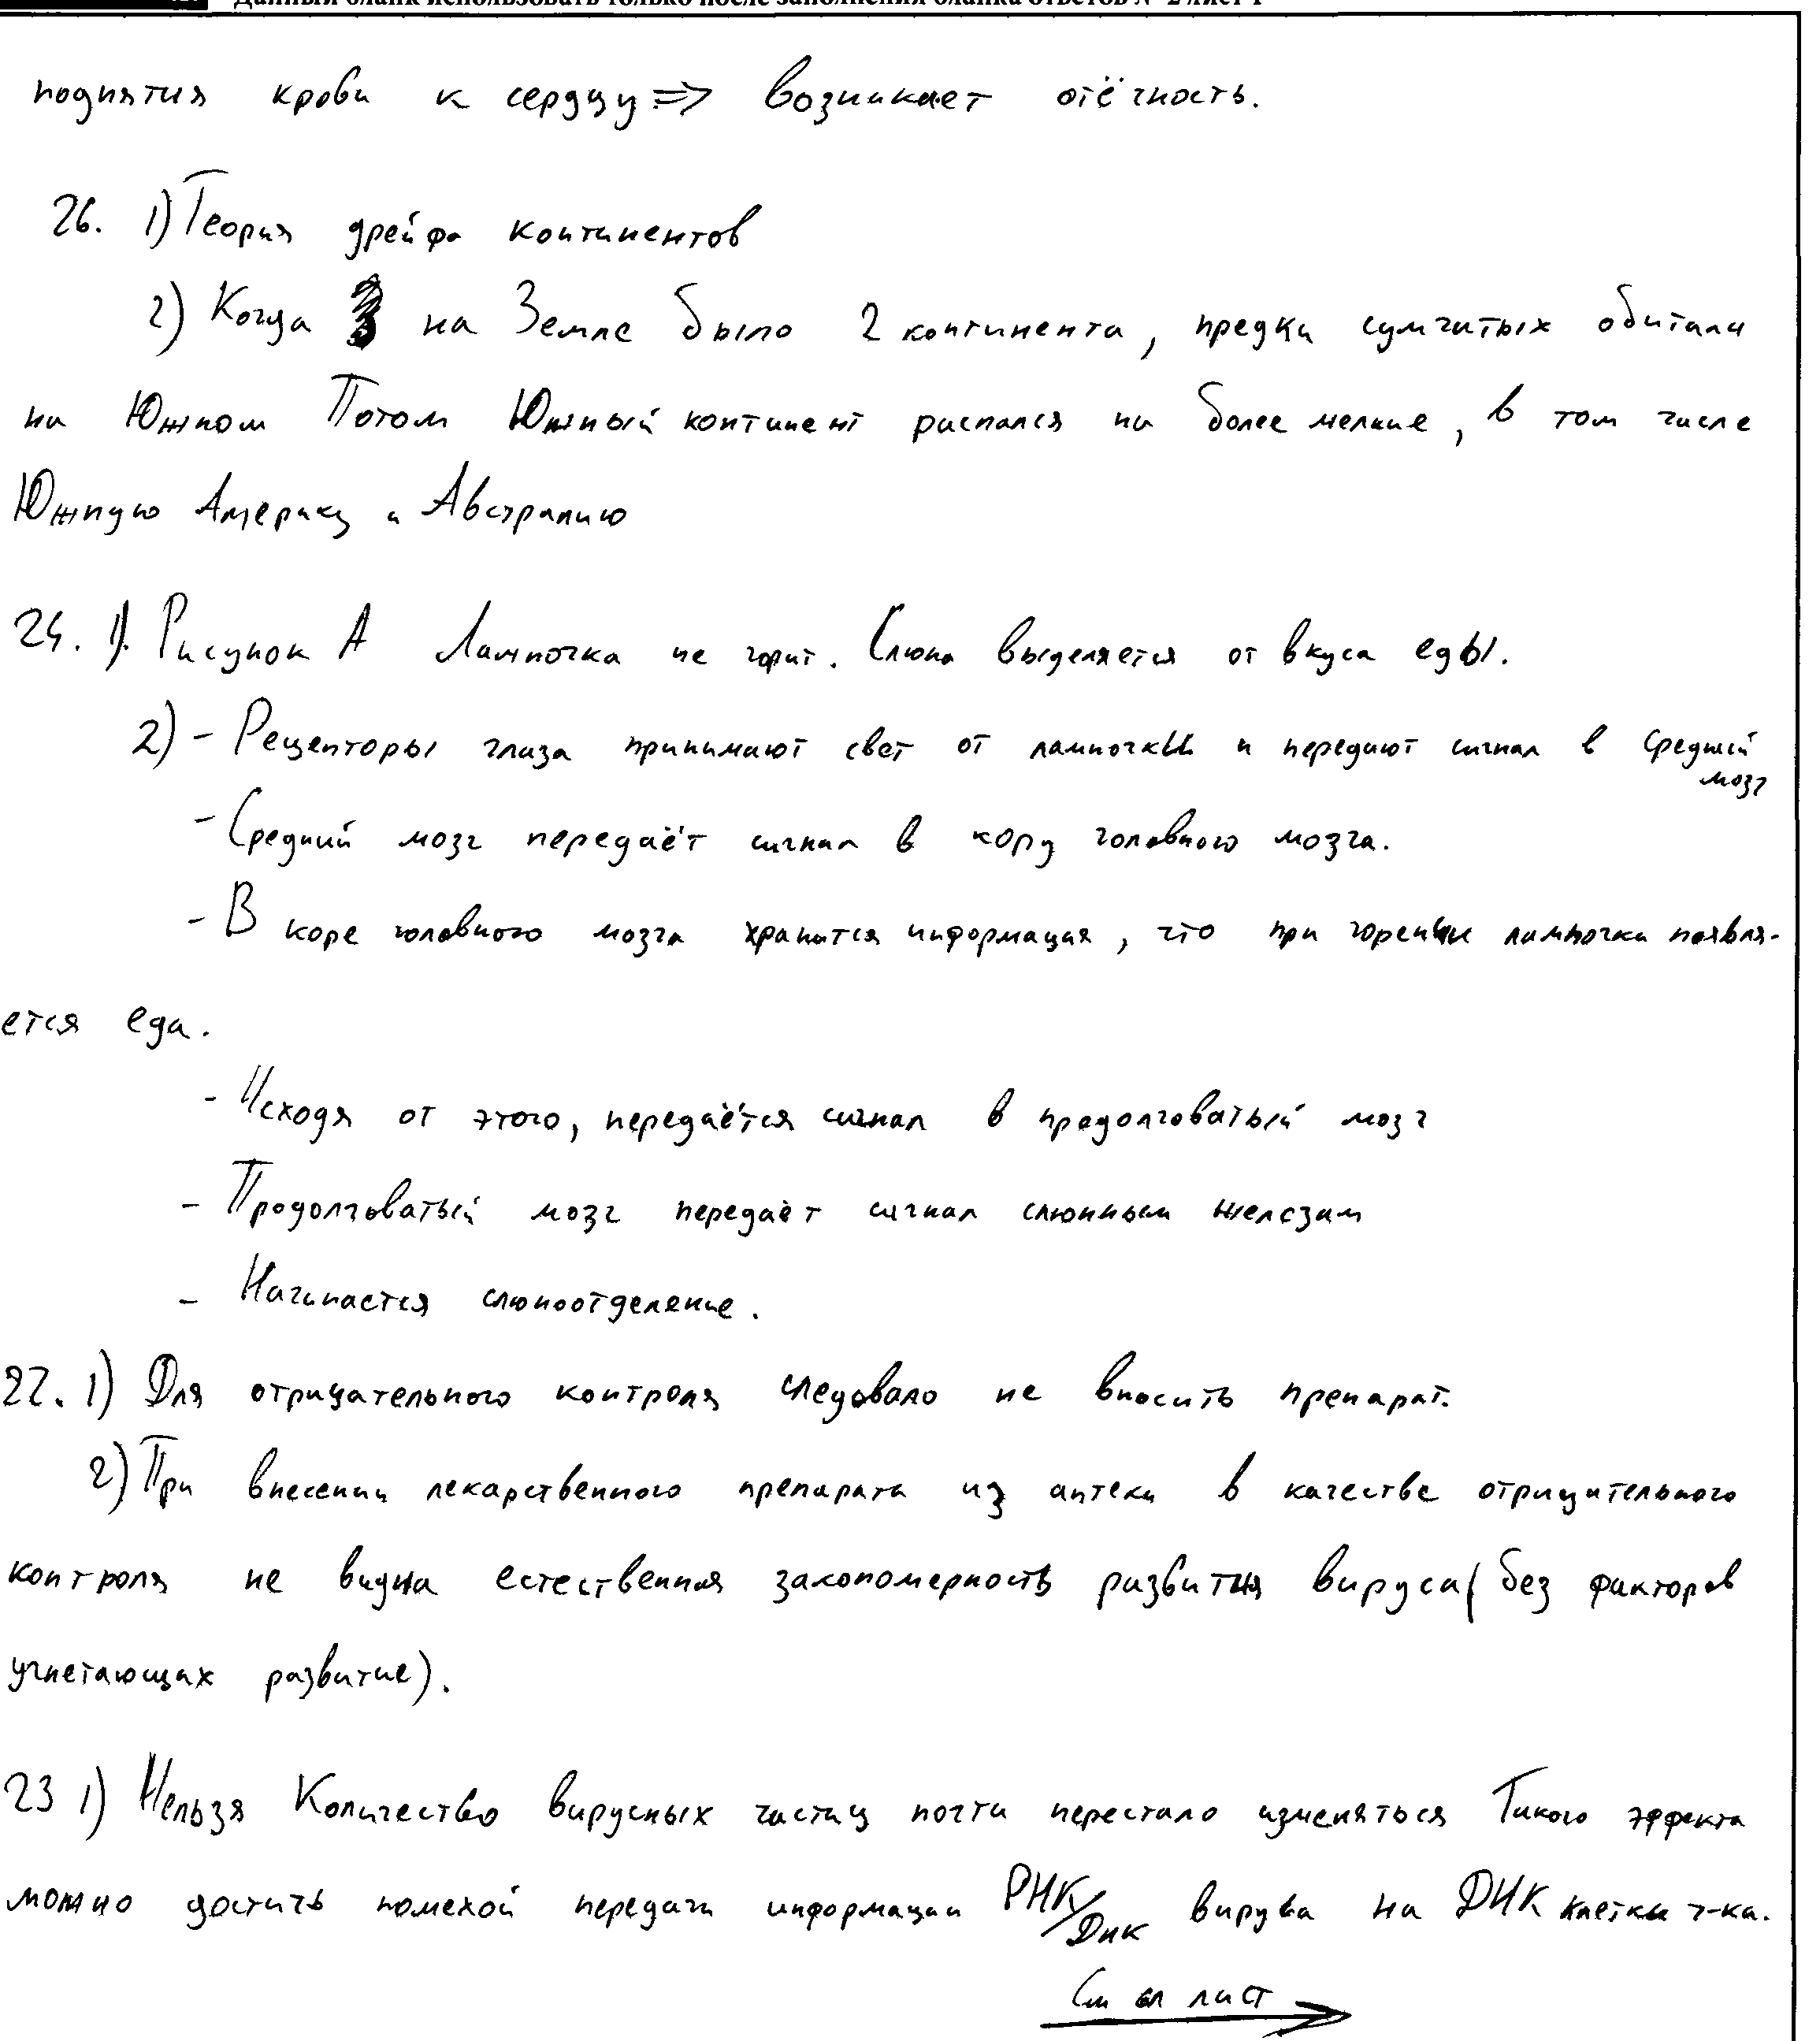 Данный бланк использовать только после заполнения бланка ответов № 2 лист 1
поднятия крови к сердцу => возникает отёчность.
26. 1) Теория дрейфа континентов
2) Когда на Земле было 2 континента, предки сумчатых обитали
на Южном Потом Южный континент распался на более мелкие, в том числе
Южную Америку и Австралию
24. 1). Рисунок А Лампочка не горит. Слюна выделяется от вкуса еды.
2) - Рецепторы глаза принимают свет от лампочки и передают сигнал в средний
мозг
- Средний мозг передаёт сигнал в кору головного мозга.
- В коре головного мозга хранится информация, что при горении лампочки появля-
ется еда.
- Исходя от этого, передаётся сигнал в продолговатый мозг
- Продолговатый мозг передаёт сигнал слюнным железам
- Начинается слюноотделение.
22. 1) Для отрицательного контроля следовало не вносить препарат.
2) При внесении лекарственного препарата из аптеки в качестве отрицательного
контроля не видна естественная закономерность развития вируса (без факторов
угнетающих развитие).
23 1) Нельзя Количество вирусных частиц почти перестало изменяться Такого эффекта
можно достичь помехой передачи информации РНК/ДНК вируса на ДНК клетки ч-ка.
См сл лист →